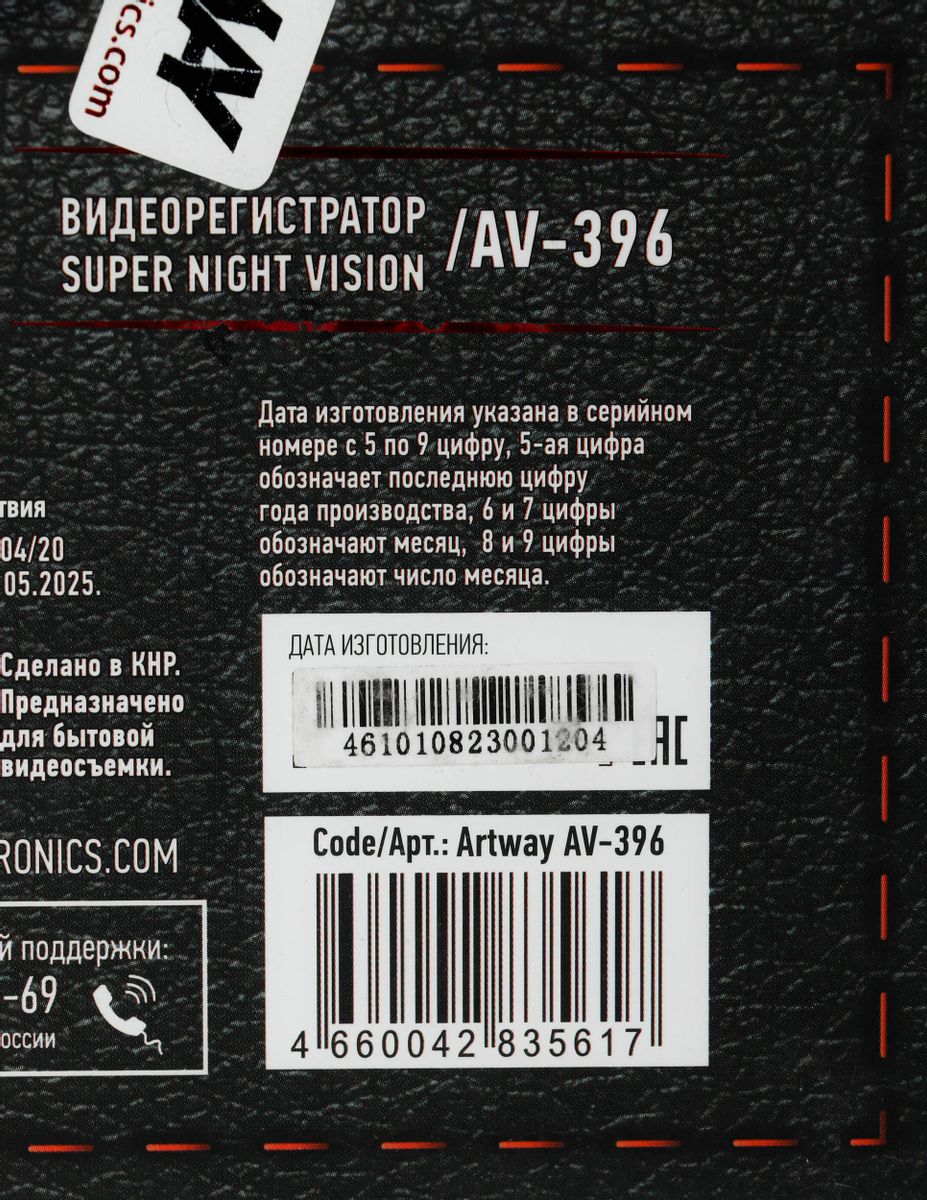 ics.com
WAY
ВИДЕОРЕГИСТРАТОР
SUPER NIGHT VISION
/AV-396
Дата изготовления указана в серийном
номере с 5 по 9 цифру, 5-ая цифра
обозначает последнюю цифру
года производства, 6 и 7 цифры
обозначают месяц, 8 и 9 цифры
обозначают число месяца.
твия
04/20
05.2025.
Сделано в КНР.
Предназначено
для бытовой
видеосъемки.
RONICS.COM
й поддержки:
-69
оссии
ДАТА ИЗГОТОВЛЕНИЯ:
461010823001204
EAC
Code/Арт.: Artway AV-396
4 660042 835617